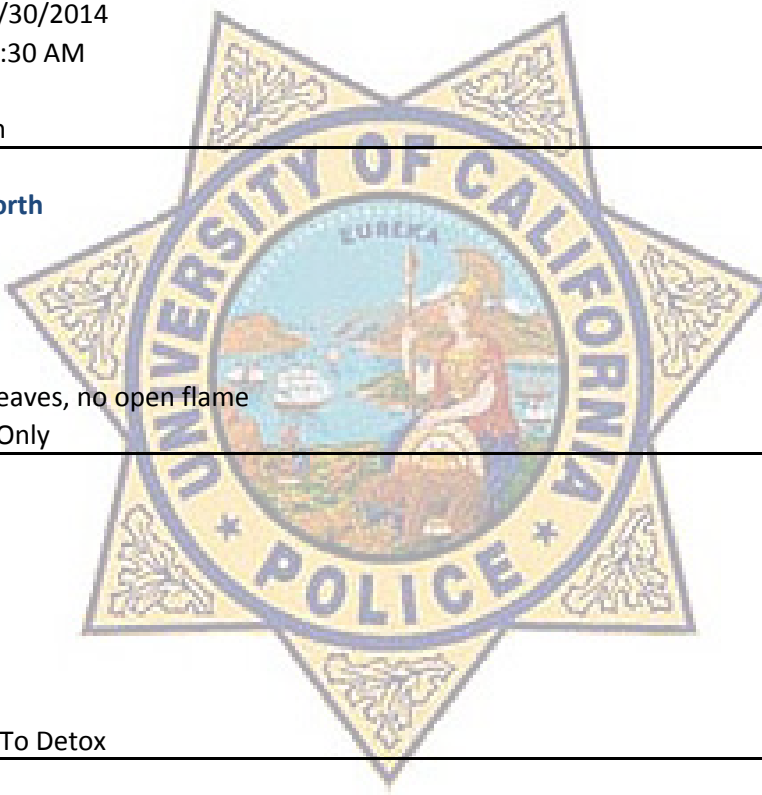 /30/2014
:30 AM
n
orth
UNIVERSITY OF CALIFORNIA
EUREKA
eaves, no open flame
Only
* POLICE *
To Detox